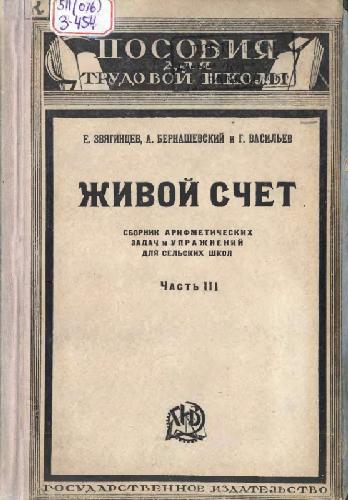 511(076)
З-454
ПОСОБИЯ
для
ТРУДОВОЙ ШКОЛЫ
Е. ЗВЯГИНЦЕВ, А. БЕРНАШЕВСКИЙ и Г. ВАСИЛЬЕВ
ЖИВОЙ СЧЕТ
СБОРНИК АРИФМЕТИЧЕСКИХ
ЗАДАЧ и УПРАЖНЕНИЙ
ДЛЯ СЕЛЬСКИХ ШКОЛ
ЧАСТЬ III
ГОСУДАРСТВЕННОЕ ИЗДАТЕЛЬСТВО